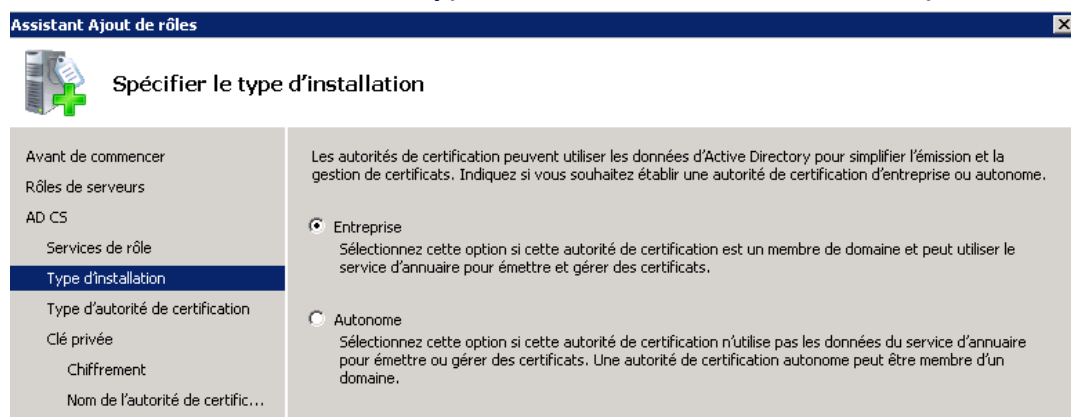 Assistant Ajout de rôles
Spécifier le type d'installation
Avant de commencer
Rôles de serveurs
AD CS
Services de rôle
Type d'installation
Type d'autorité de certification
Clé privée
Chiffrement
Nom de l'autorité de certific...
Les autorités de certification peuvent utiliser les données d'Active Directory pour simplifier l'émission et la
gestion de certificats. Indiquez si vous souhaitez établir une autorité de certification d'entreprise ou autonome.
Entreprise
Sélectionnez cette option si cette autorité de certification est un membre de domaine et peut utiliser le
service d'annuaire pour émettre et gérer des certificats.
Autonome
Sélectionnez cette option si cette autorité de certification n'utilise pas les données du service d'annuaire
pour émettre ou gérer des certificats. Une autorité de certification autonome peut être membre d'un
domaine.